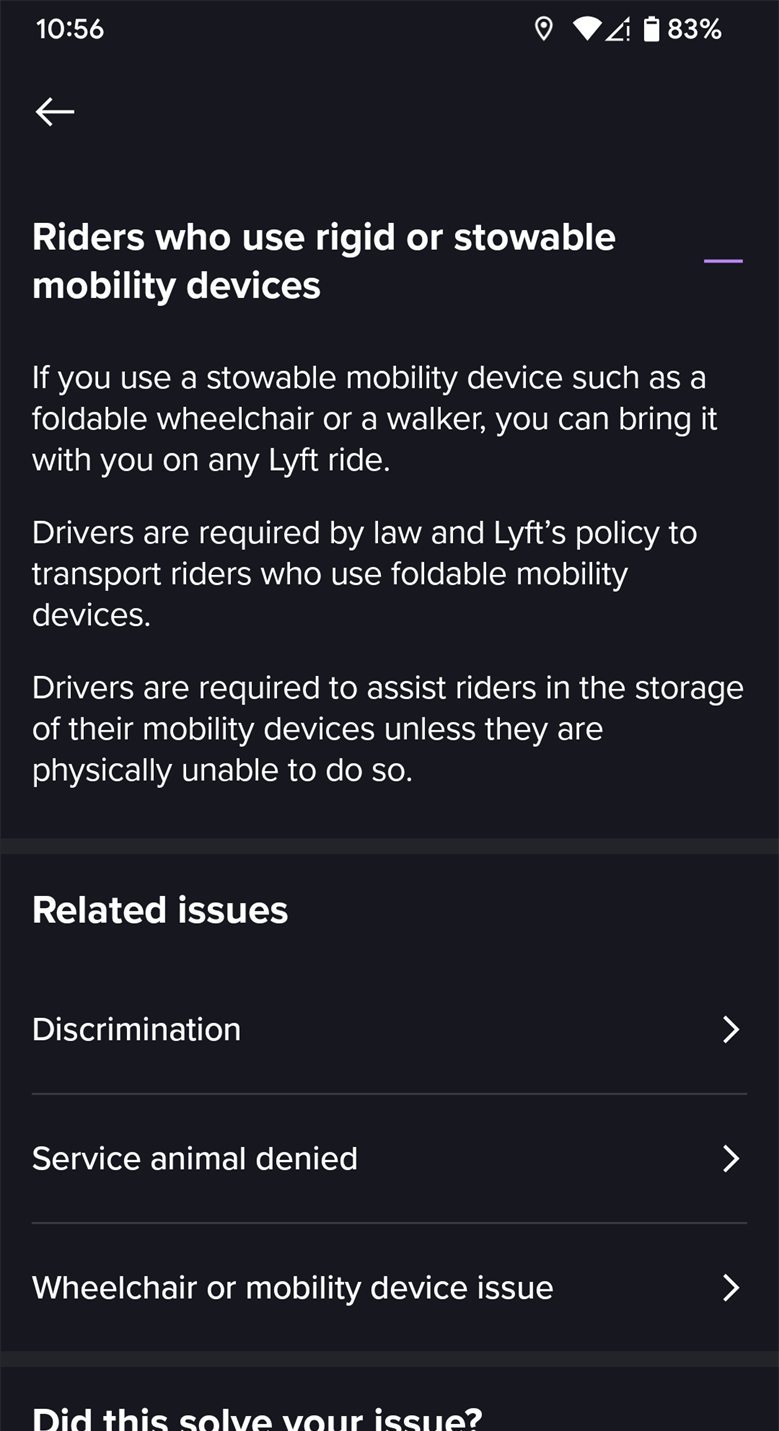 10:56
83%
Riders who use rigid or stowable
mobility devices
If you use a stowable mobility device such as a
foldable wheelchair or a walker, you can bring it
with you on any Lyft ride.
Drivers are required by law and Lyft’s policy to
transport riders who use foldable mobility
devices.
Drivers are required to assist riders in the storage
of their mobility devices unless they are
physically unable to do so.
Related issues
Discrimination
Service animal denied
Wheelchair or mobility device issue
Did this solve your issue?